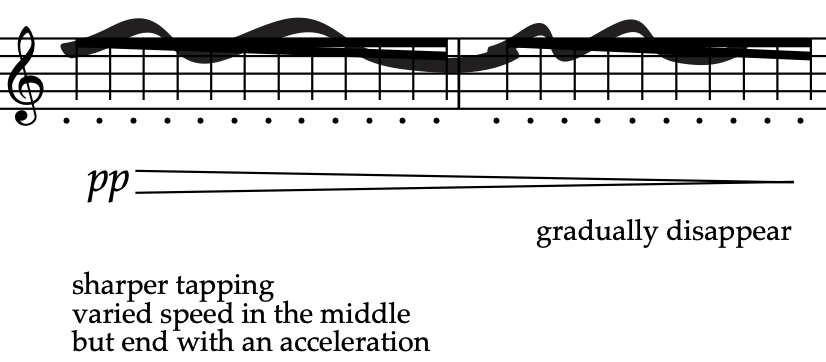 pp
gradually disappear
sharper tapping
varied speed in the middle
but end with an acceleration